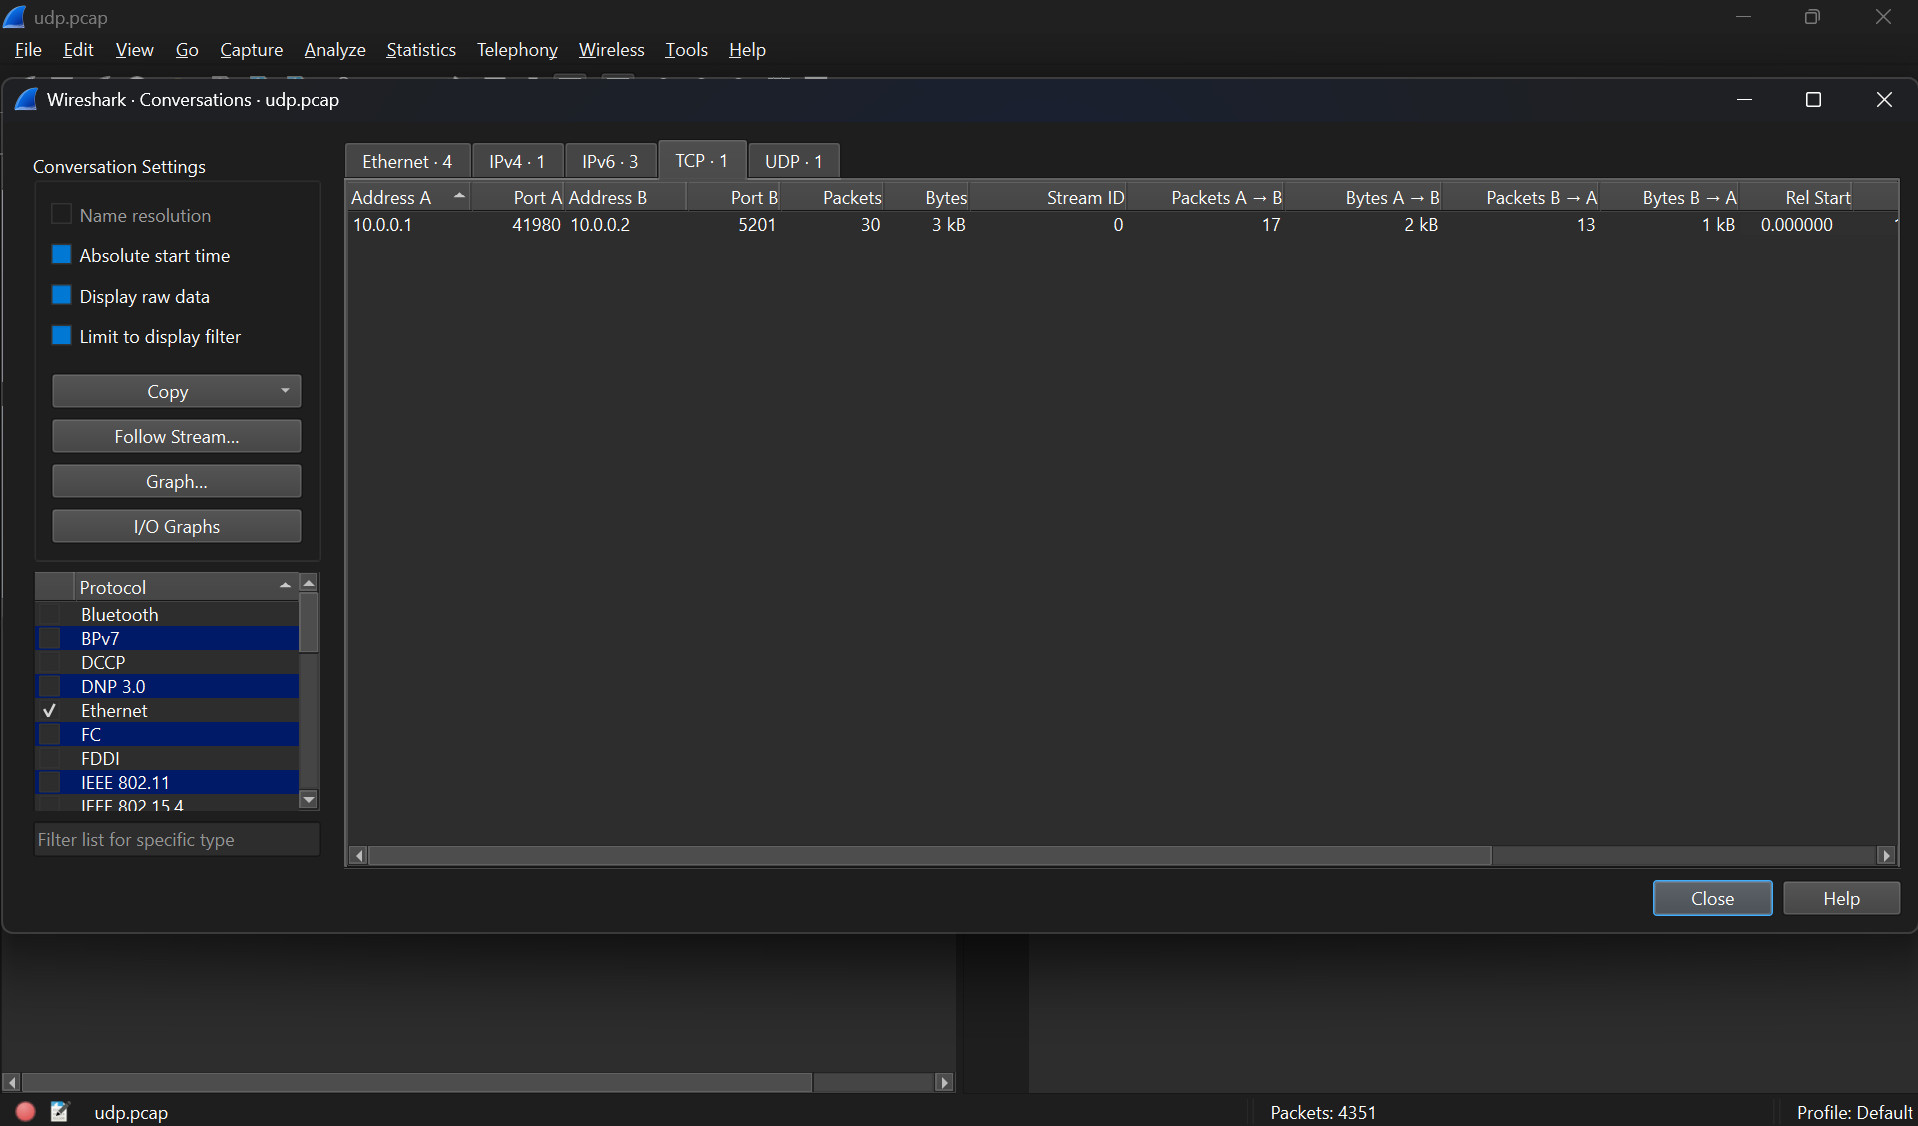 udp.pcap
File Edit View Go Capture Analyze Statistics Telephony Wireless Tools Help
Wireshark · Conversations · udp.pcap
Conversation Settings
Name resolution
Absolute start time
Display raw data
Limit to display filter
Copy
Follow Stream...
Graph...
I/O Graphs
Protocol
Bluetooth
BPv7
DCCP
DNP 3.0
Ethernet
FC
FDDI
IEEE 802.11
IEEE 802.15.4
Filter list for specific type
Ethernet · 4 IPv4 · 1 IPv6 · 3 TCP · 1 UDP · 1
Address A Port A Address B Port B Packets Bytes Stream ID Packets A → B Bytes A → B Packets B → A Bytes B → A Rel Start
10.0.0.1 41980 10.0.0.2 5201 30 3 kB 0 17 2 kB 13 1 kB 0.000000
Close Help
udp.pcap Packets: 4351 Profile: Default